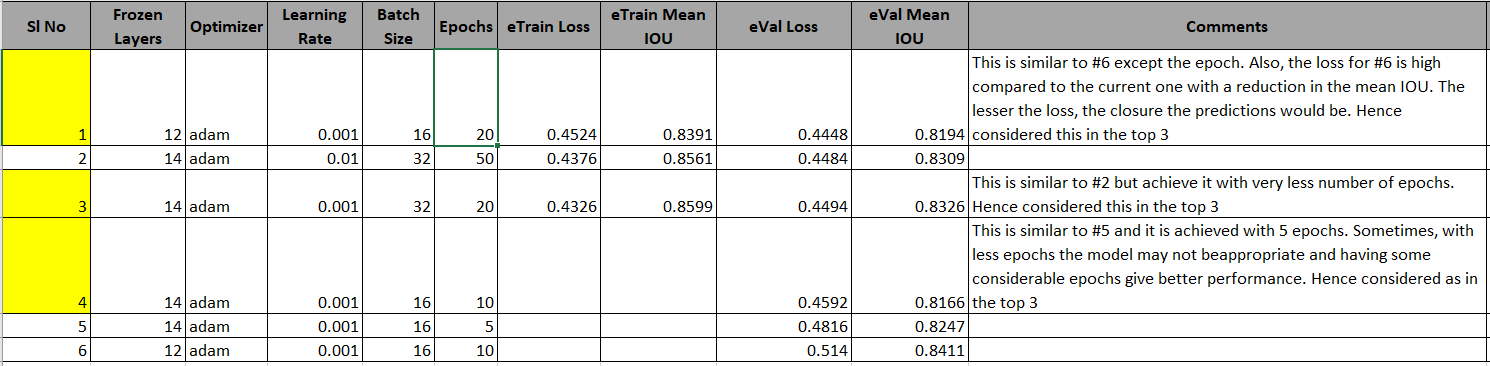 Sl No Frozen Layers Optimizer Learning Rate Batch Size Epochs eTrain Loss eTrain Mean IOU eVal Loss eVal Mean IOU Comments
This is similar to #6 except the epoch. Also, the loss for #6 is high
compared to the current one with a reduction in the mean IOU. The
lesser the loss, the closure the predictions would be. Hence
1 12 adam 0.001 16 20 0.4524 0.8391 0.4448 0.8194 considered this in the top 3
2 14 adam 0.01 32 50 0.4376 0.8561 0.4484 0.8309
This is similar to #2 but achieve it with very less number of epochs.
3 14 adam 0.001 32 20 0.4326 0.8599 0.4494 0.8326 Hence considered this in the top 3
This is similar to #5 and it is achieved with 5 epochs. Sometimes, with
less epochs the model may not beappropriate and having some
considerable epochs give better performance. Hence considered as in
4 14 adam 0.001 16 10 0.4592 0.8166 the top 3
5 14 adam 0.001 16 5 0.4816 0.8247
6 12 adam 0.001 16 10 0.514 0.8411